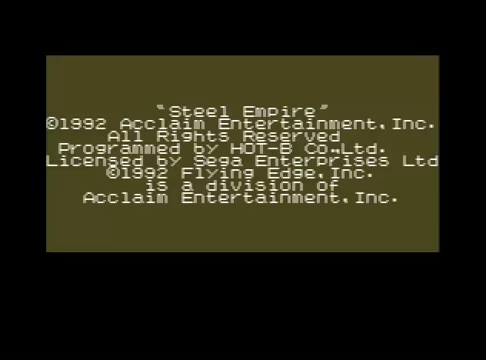 “Steel Empire”
©1992 Acclaim Entertainment,Inc.
All Rights Reserved
Programmed by HOT-B Co.,Ltd.
Licensed by Sega Enterprises Ltd
©1992 Flying Edge,Inc.
is a division of
Acclaim Entertainment,Inc.